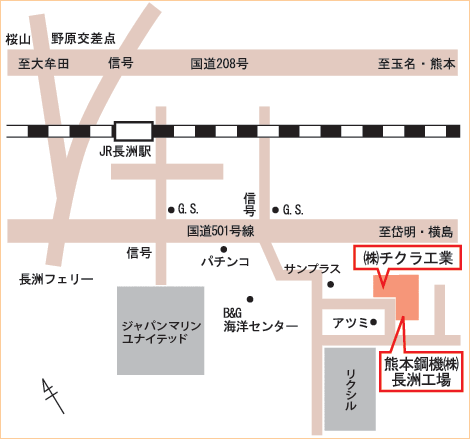 桜山
野原交差点
至大牟田
信号
国道208号
至玉名・熊本
JR長洲駅
G.S.
信号
G.S.
国道501号線
至岱明・横島
信号
パチンコ
長洲フェリー
サンプラス
㈱チクラ工業
B&G
海洋センター
アツミ
ジャパンマリン
ユナイテッド
熊本鋼機㈱
長洲工場
リクシル